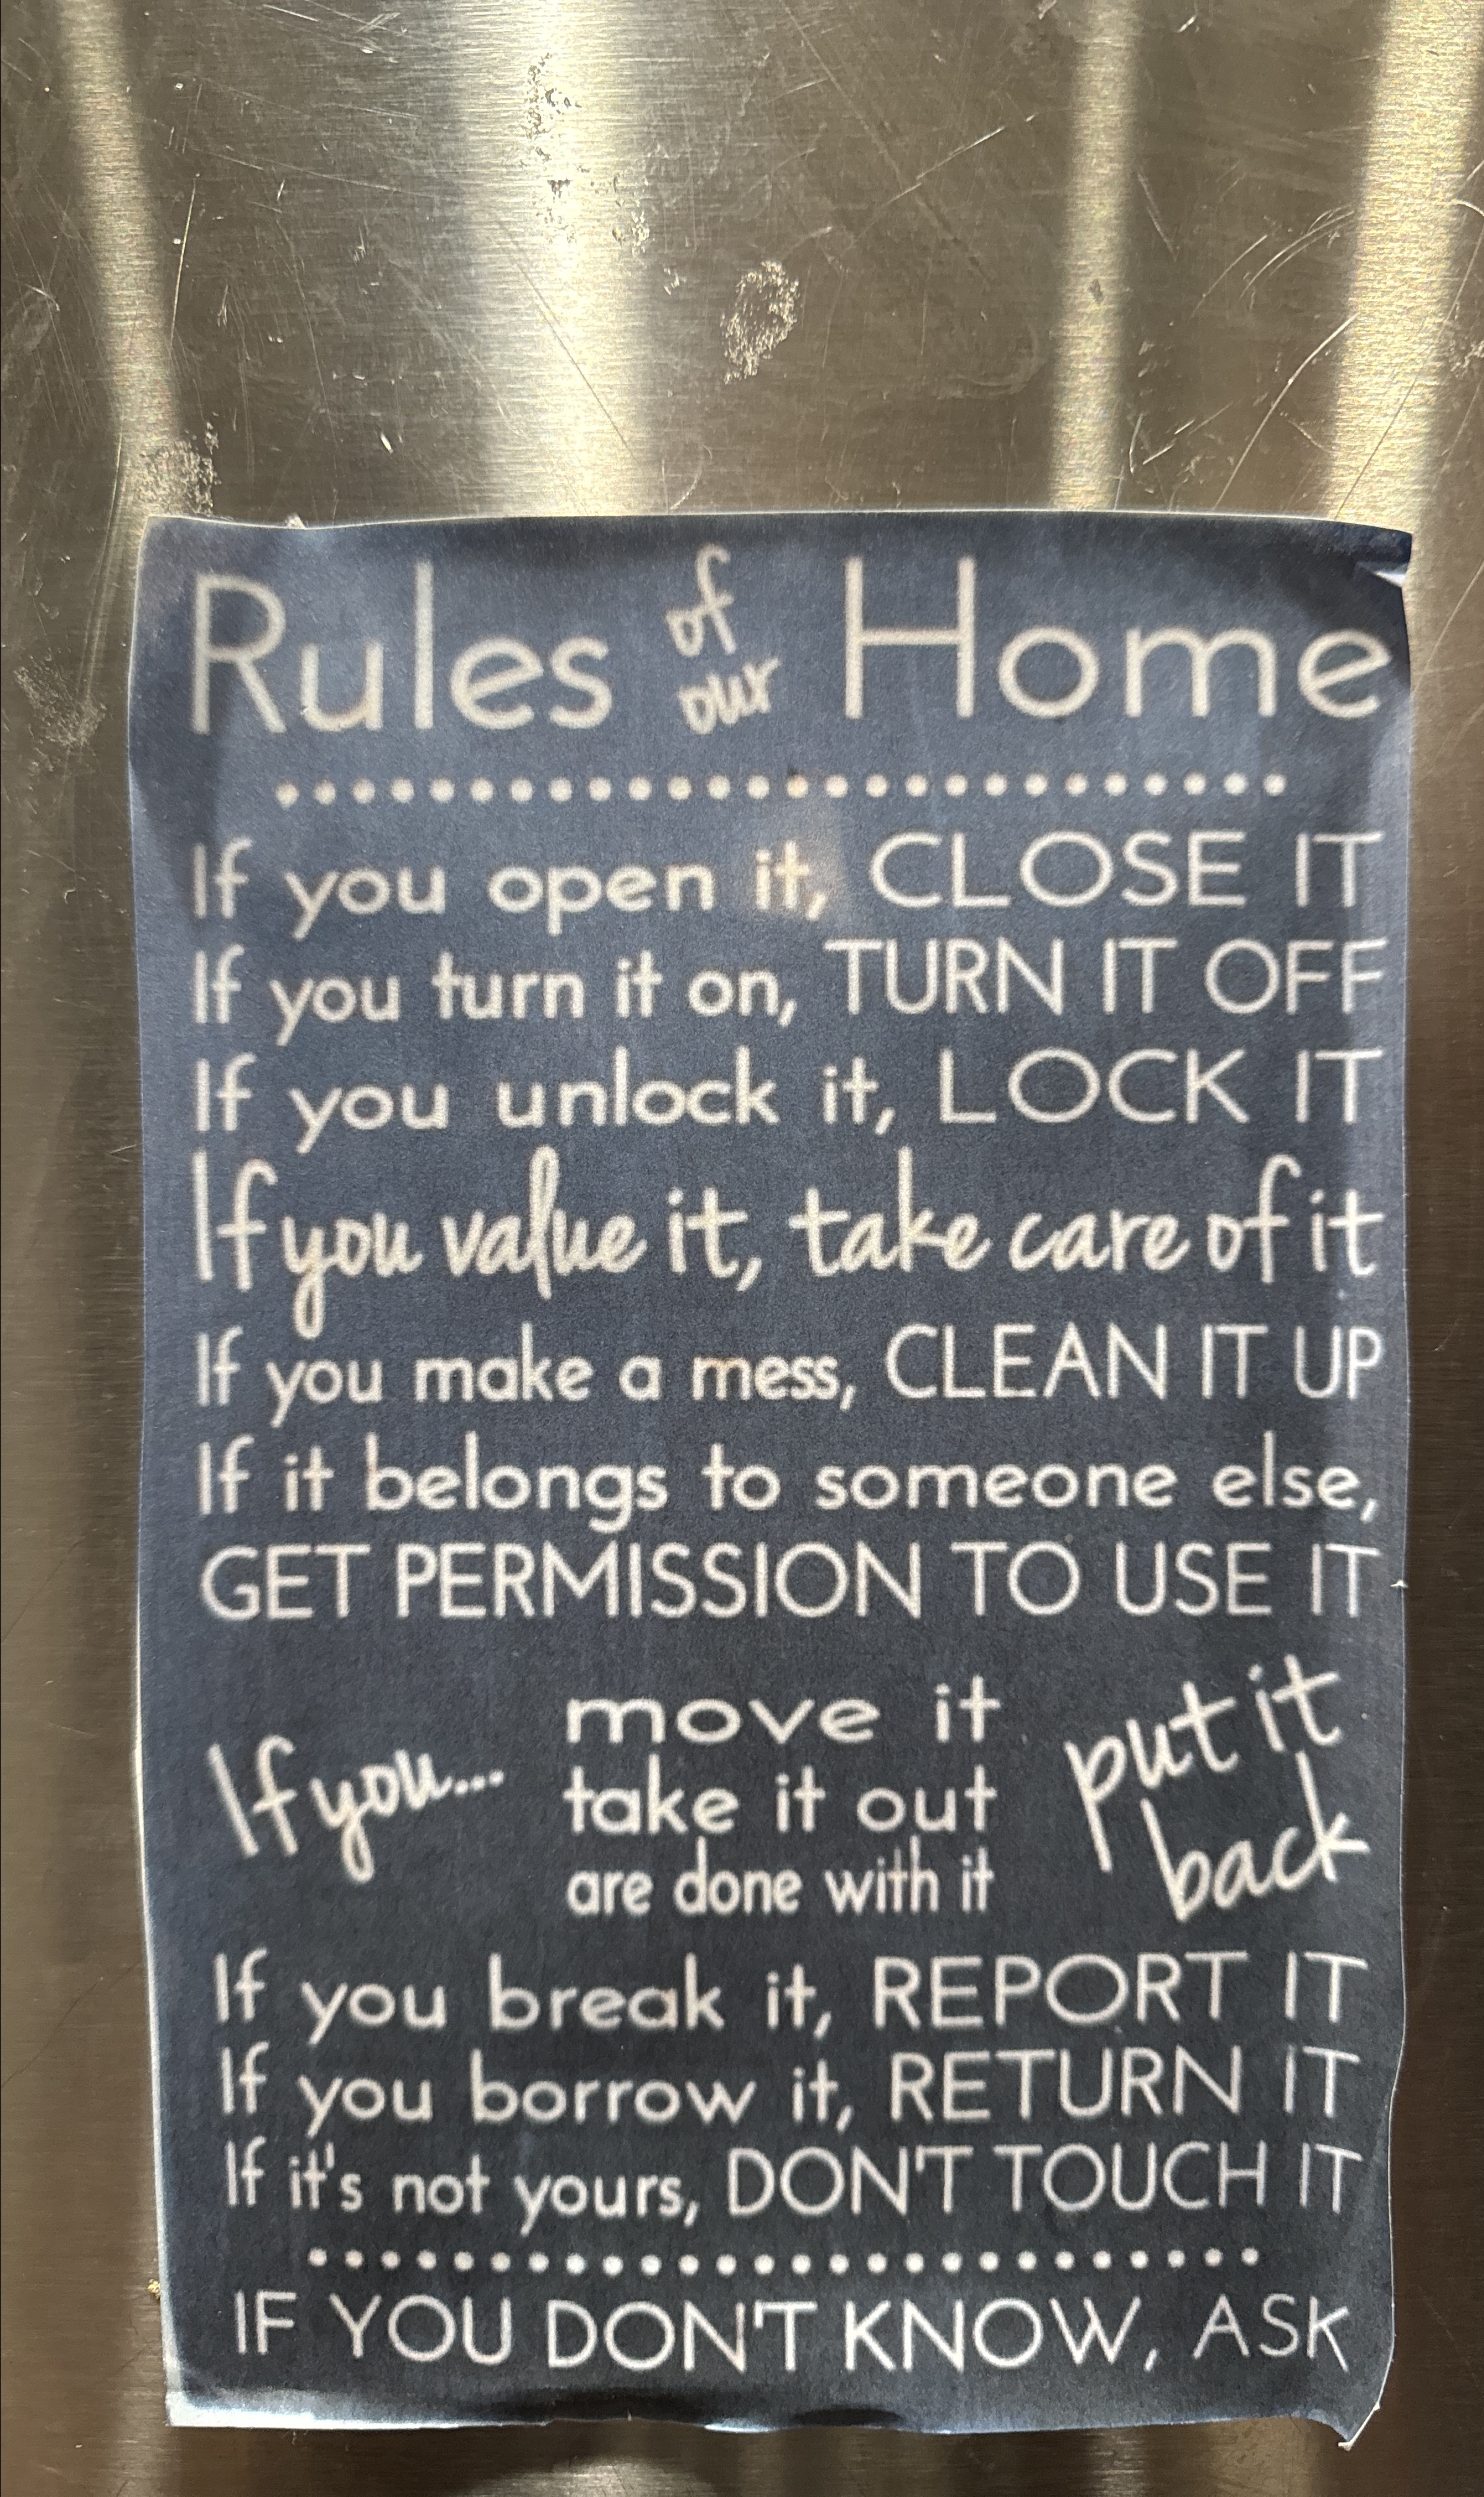 Rules of our Home
If you open it, CLOSE IT
If you turn it on, TURN IT OFF
If you unlock it, LOCK IT
If you value it, take care of it
If you make a mess, CLEAN IT UP
If it belongs to someone else,
GET PERMISSION TO USE IT
If you...
move it
take it out
are done with it
put it
back
If you break it, REPORT IT
If you borrow it, RETURN IT
If it's not yours, DON'T TOUCH IT
IF YOU DON'T KNOW, ASK